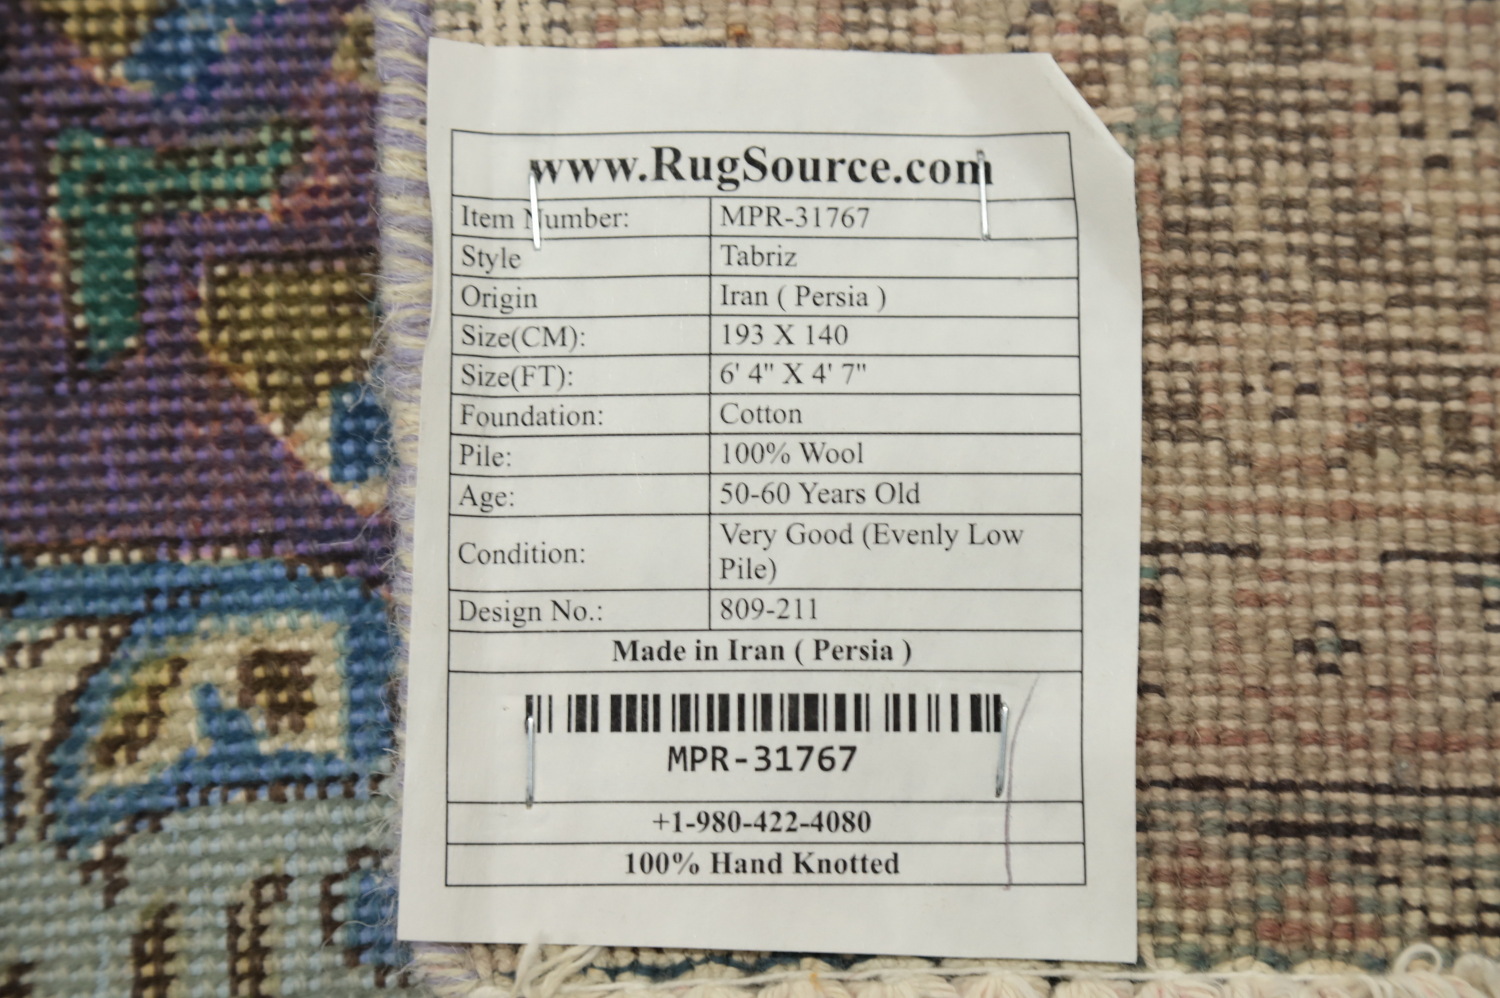 www.RugSource.com
Item Number: MPR-31767
Style Tabriz
Origin Iran ( Persia )
Size(CM): 193 X 140
Size(FT): 6' 4" X 4' 7"
Foundation: Cotton
Pile: 100% Wool
Age: 50-60 Years Old
Condition: Very Good (Evenly Low
Pile)
Design No.: 809-211
Made in Iran ( Persia )
MPR-31767
+1-980-422-4080
100% Hand Knotted